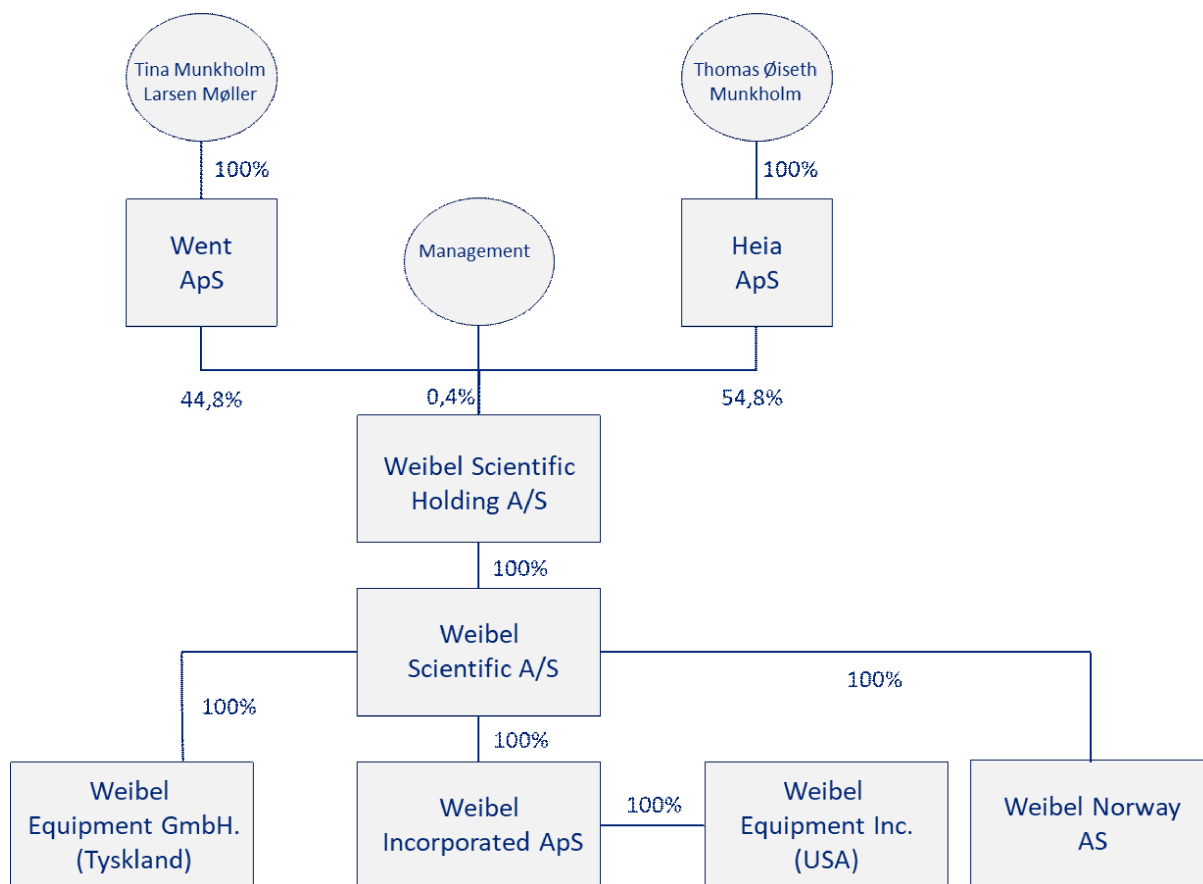 Tina Munkholm
Larsen Møller
Thomas Øiseth
Munkholm
100%
100%
Went
ApS
Management
Heia
ApS
44,8%
0,4%
54,8%
Weibel Scientific
Holding A/S
100%
Weibel
Scientific A/S
100%
100%
100%
Weibel
Equipment GmbH.
(Tyskland)
Weibel
Incorporated ApS
100%
Weibel
Equipment Inc.
(USA)
Weibel Norway
AS